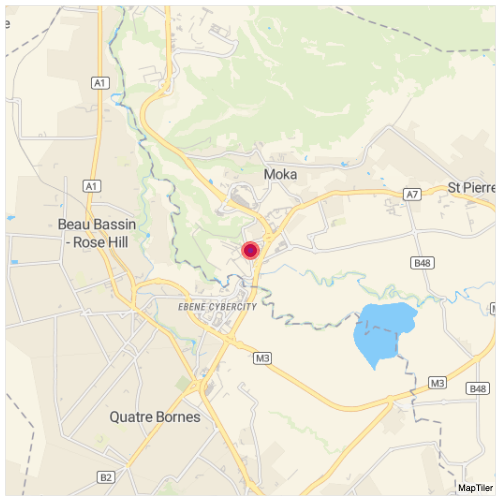 e
A1
Moka
A1
A7
St Pierre
Beau Bassin
- Rose Hill
B48
EBENE CYBERCITY
M3
M3
B48
Quatre Bornes
B2
MapTiler